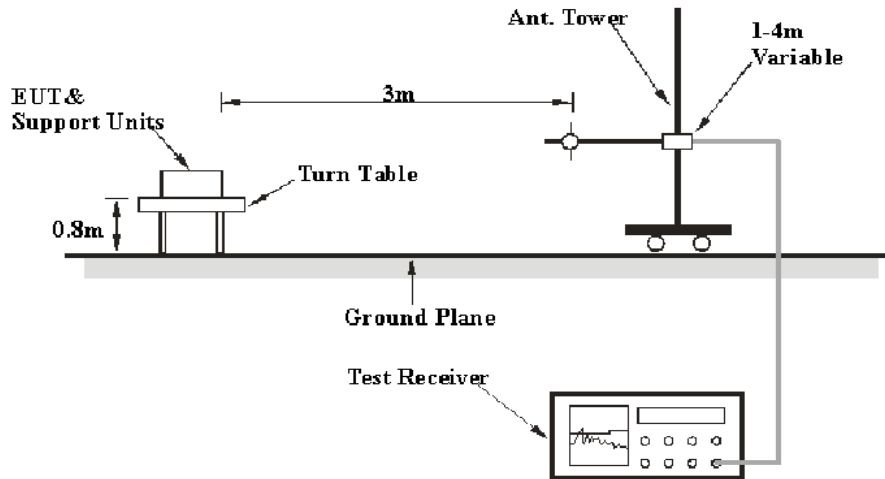 Ant. Tower
1-4m
Variable
3m
EUT &
Support Units
Turn Table
0.8m
Ground Plane
Test Receiver